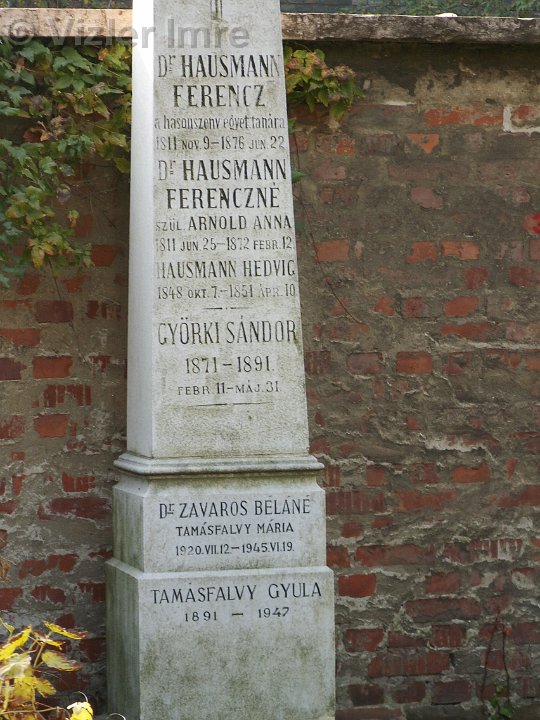 © Vizler Imre
Dr HAUSMANN
FERENCZ
a hasonszenv egyet. tanára
1811 NOV. 9.–1876 JUN. 22
Dr HAUSMANN
FERENCZNÉ
SZÜL. ARNOLD ANNA
1811 JUN. 25–1872 FEBR. 12
HAUSMANN HEDVIG
1848 OKT. 7.–1851 ÁPR. 10
GYÖRKI SÁNDOR
1871–1891.
FEBR. 11–MÁJ. 31
Dr ZÁVAROS BÉLÁNÉ
TAMÁSFALVY MÁRIA
1920.VII.12–1945.VI.19.
TAMÁSFALVY GYULA
1891 – 1947